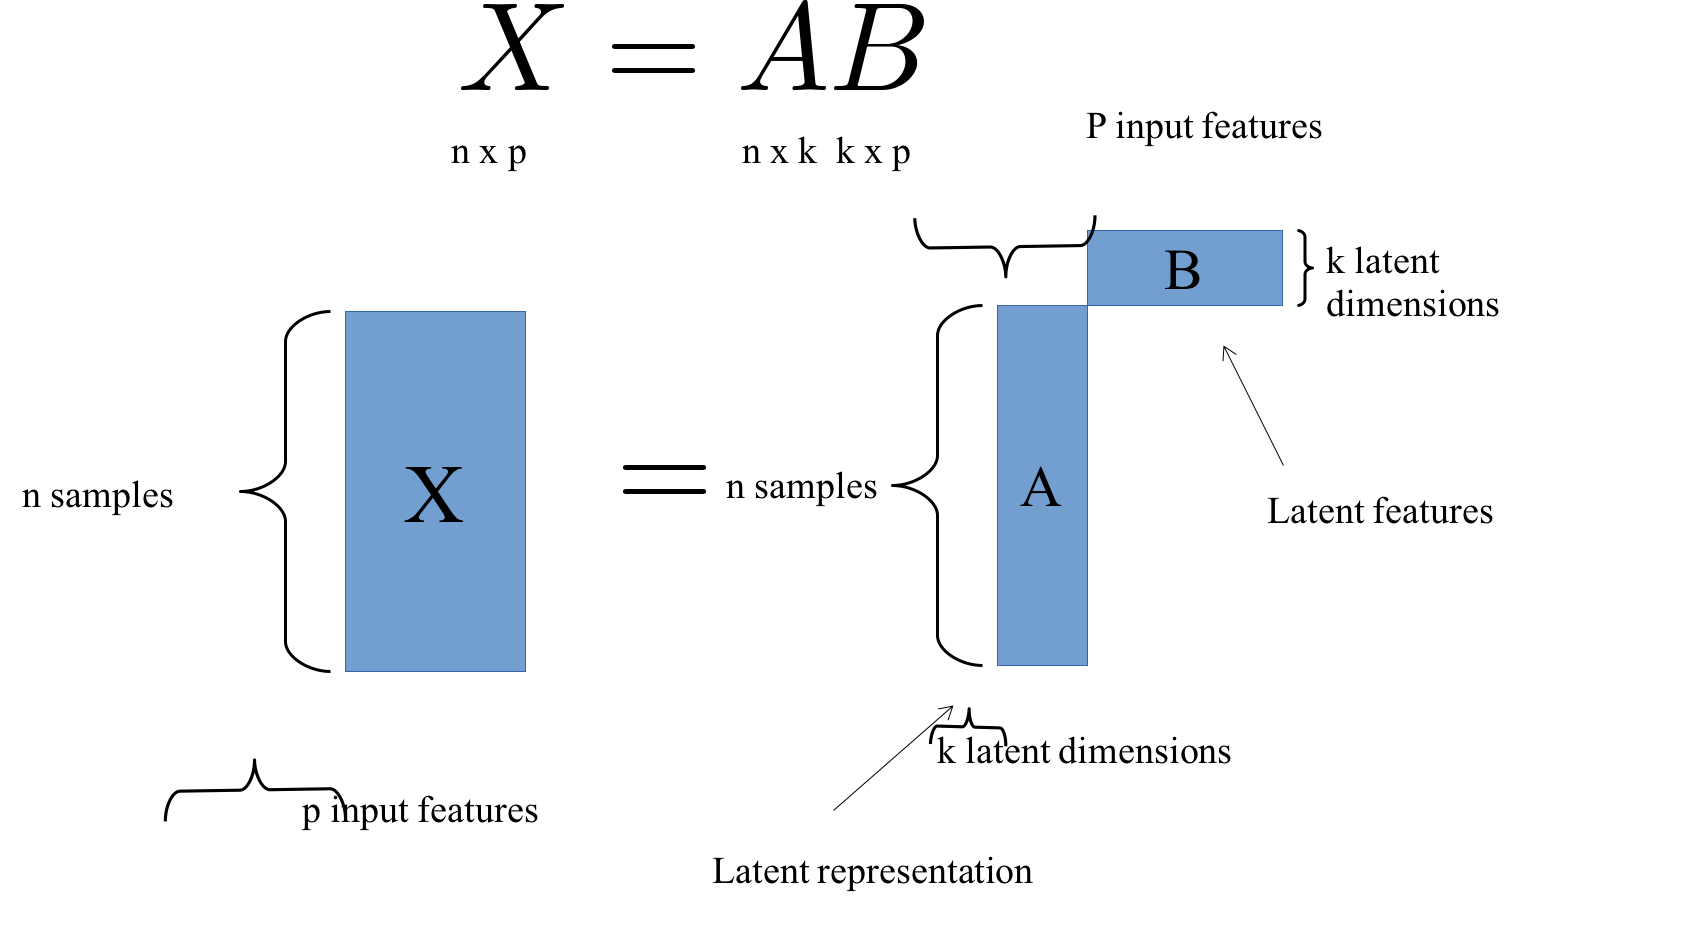 X = AB
n x p
n x k k x p
P input features
B
k latent
dimensions
n samples
X
=
n samples
A
Latent features
k latent dimensions
p input features
Latent representation